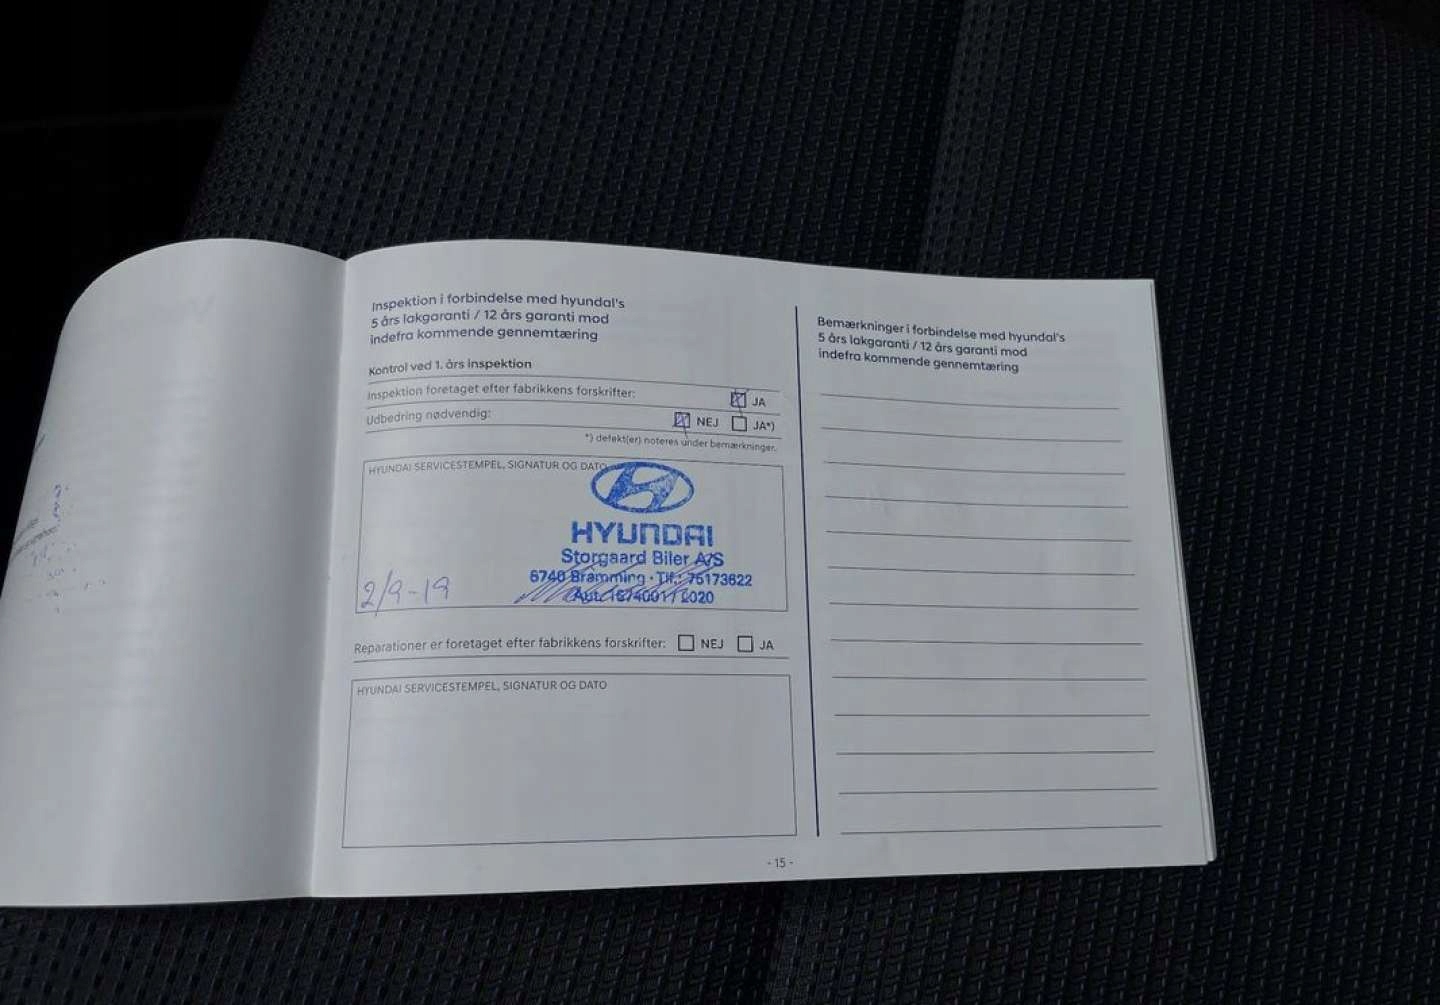 Inspektion i forbindelse med hyundai's
5 års lakgaranti / 12 års garanti mod
indefra kommende gennemtæring
Kontrol ved 1. års inspektion
Inspektion foretaget efter fabrikkens forskrifter: JA
Udbedring nødvendig: NEJ JA*)
*) defekt(er) noteres under bemærkninger.
HYUNDAI SERVICESTEMPEL, SIGNATUR OG DATO
HYUNDAI
Storgaard Biler A/S
6740 Bramming · Tlf.: 75173622
2/9-19
Reparationer er foretaget efter fabrikkens forskrifter: NEJ JA
HYUNDAI SERVICESTEMPEL, SIGNATUR OG DATO
- 15 -
Bemærkninger i forbindelse med hyundai's
5 års lakgaranti / 12 års garanti mod
indefra kommende gennemtæring